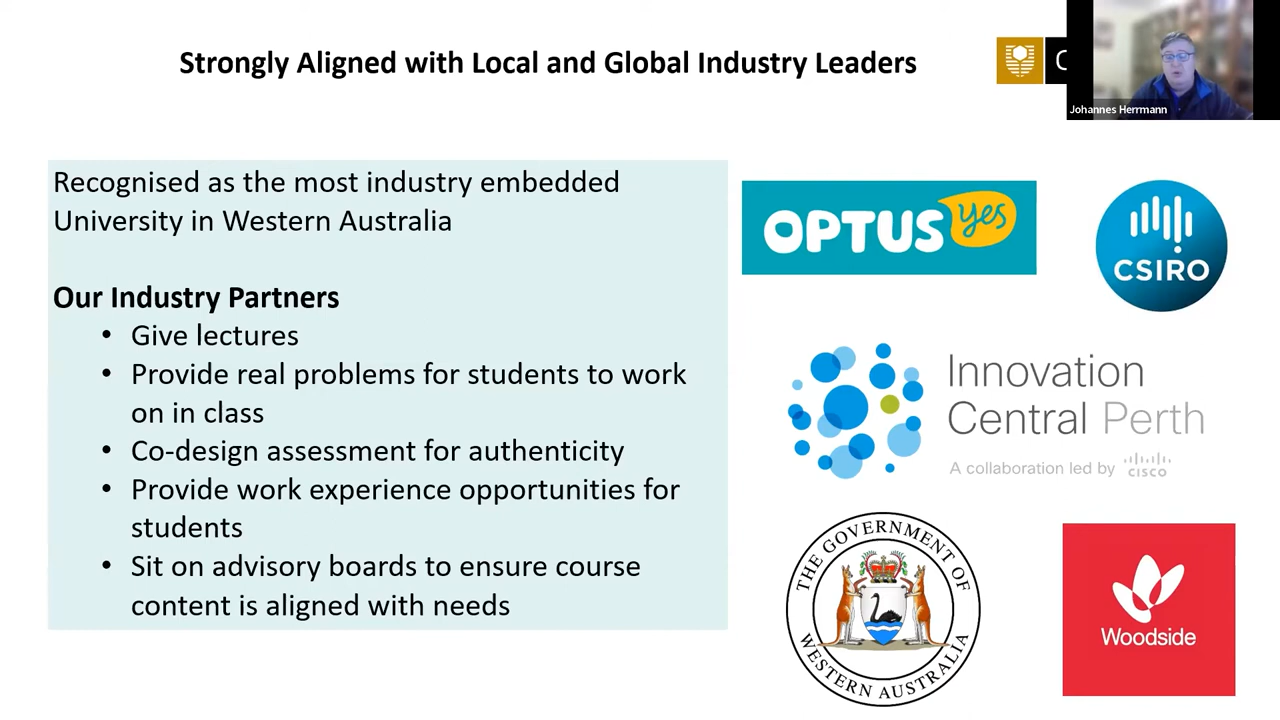 Strongly Aligned with Local and Global Industry Leaders
C
Johannes Herrmann
Recognised as the most industry embedded
University in Western Australia
Our Industry Partners
• Give lectures
• Provide real problems for students to work
on in class
• Co-design assessment for authenticity
• Provide work experience opportunities for
students
• Sit on advisory boards to ensure course
content is aligned with needs
OPTUS yes
CSIRO
Innovation
Central Perth
A collaboration led by CISCO
THE GOVERNMENT OF
WESTERN AUSTRALIA
Woodside